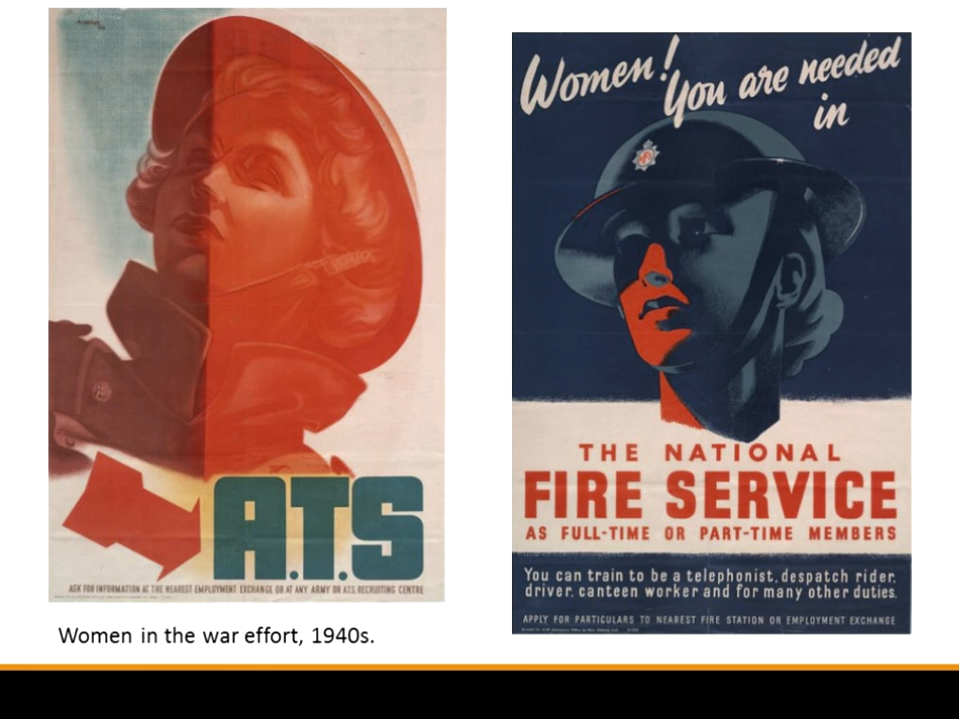 A.T.S
ASK FOR INFORMATION AT THE NEAREST EMPLOYMENT EXCHANGE OR AT ANY ARMY OR A.T.S. RECRUITING CENTRE
Women in the war effort, 1940s.
Women! You are needed
in
THE NATIONAL
FIRE SERVICE
AS FULL-TIME OR PART-TIME MEMBERS
You can train to be a telephonist, despatch rider,
driver, canteen worker and for many other duties.
APPLY FOR PARTICULARS TO NEAREST FIRE STATION OR EMPLOYMENT EXCHANGE